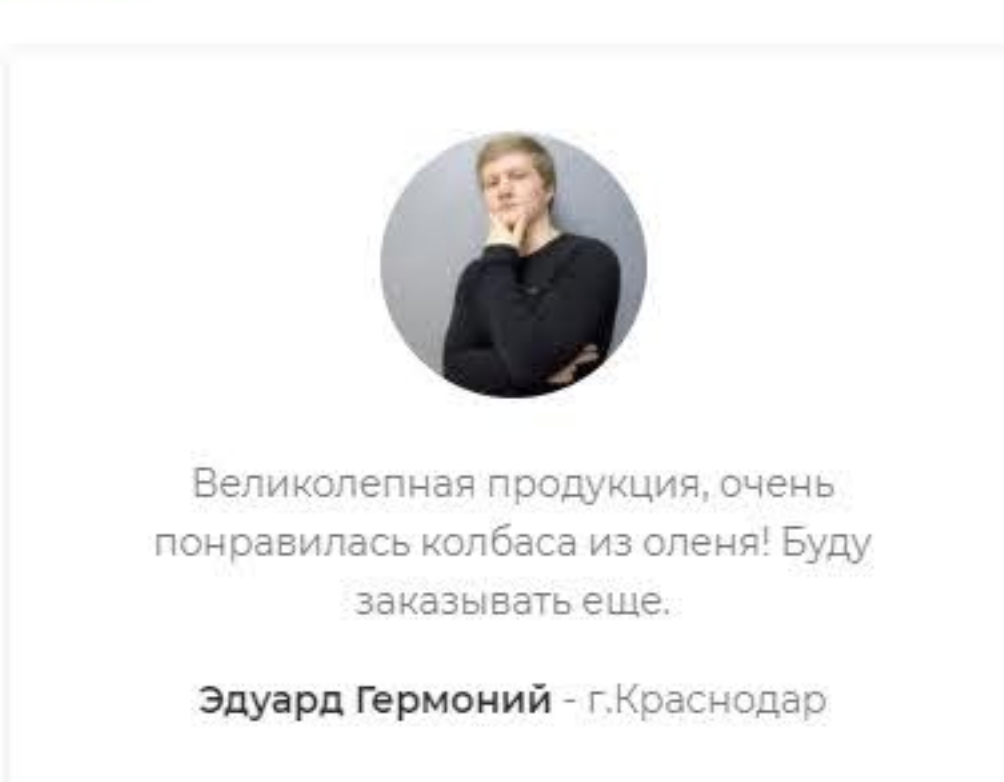 Великолепная продукция, очень
понравилась колбаса из оленя! Буду
заказывать еще.
Эдуард Гермоний - г.Краснодар